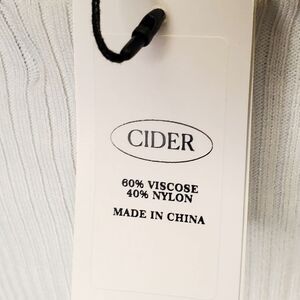 CIDER
60% VISCOSE
40% NYLON
MADE IN CHINA